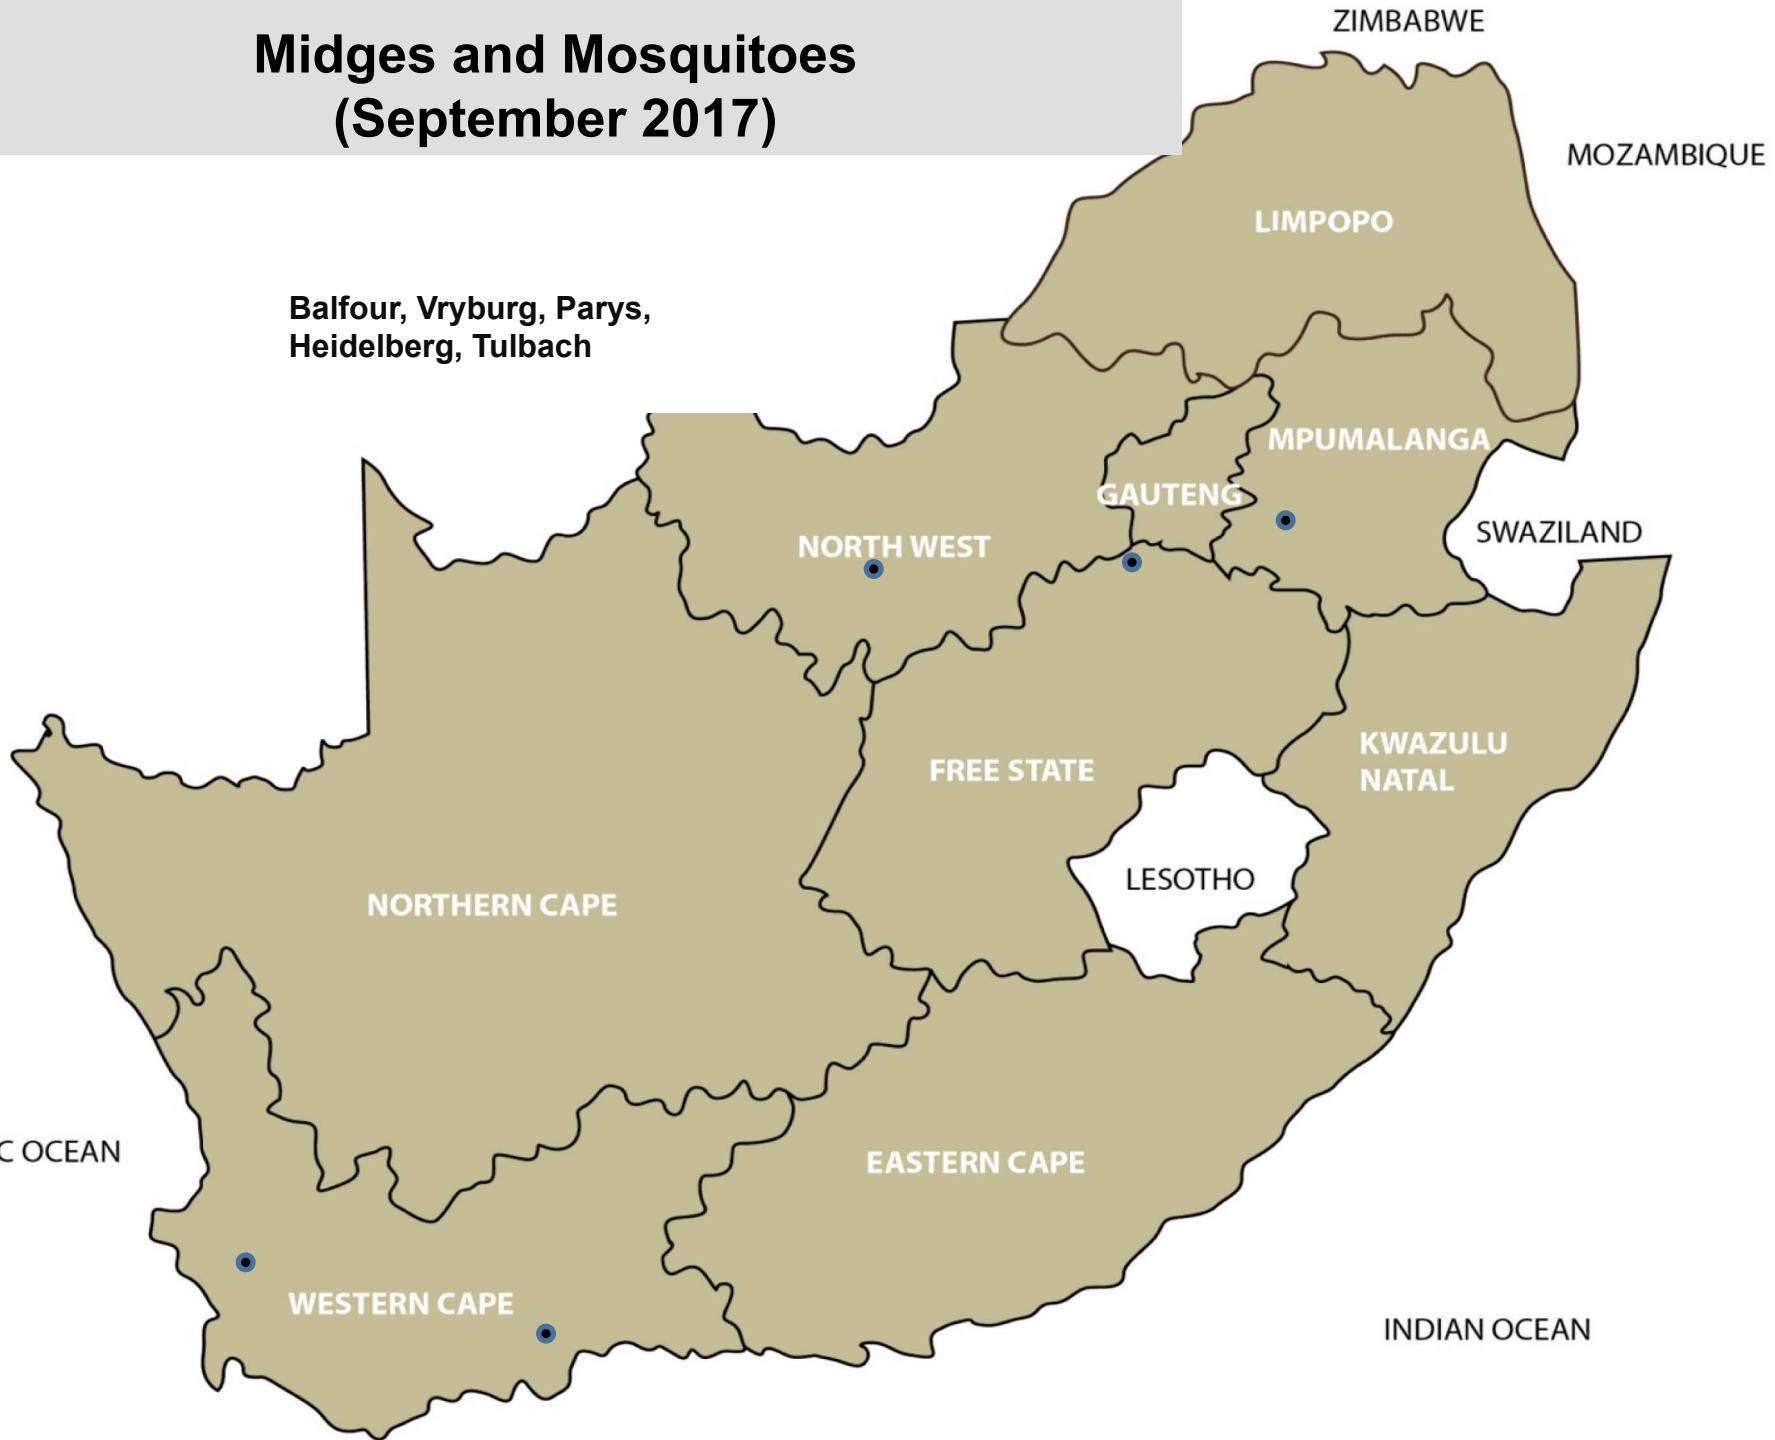 Midges and Mosquitoes
(September 2017)
ZIMBABWE
MOZAMBIQUE
LIMPOPO
Balfour, Vryburg, Parys,
Heidelberg, Tulbach
MPUMALANGA
GAUTENG
SWAZILAND
NORTH WEST
KWAZULU
NATAL
FREE STATE
LESOTHO
NORTHERN CAPE
C OCEAN
EASTERN CAPE
WESTERN CAPE
INDIAN OCEAN